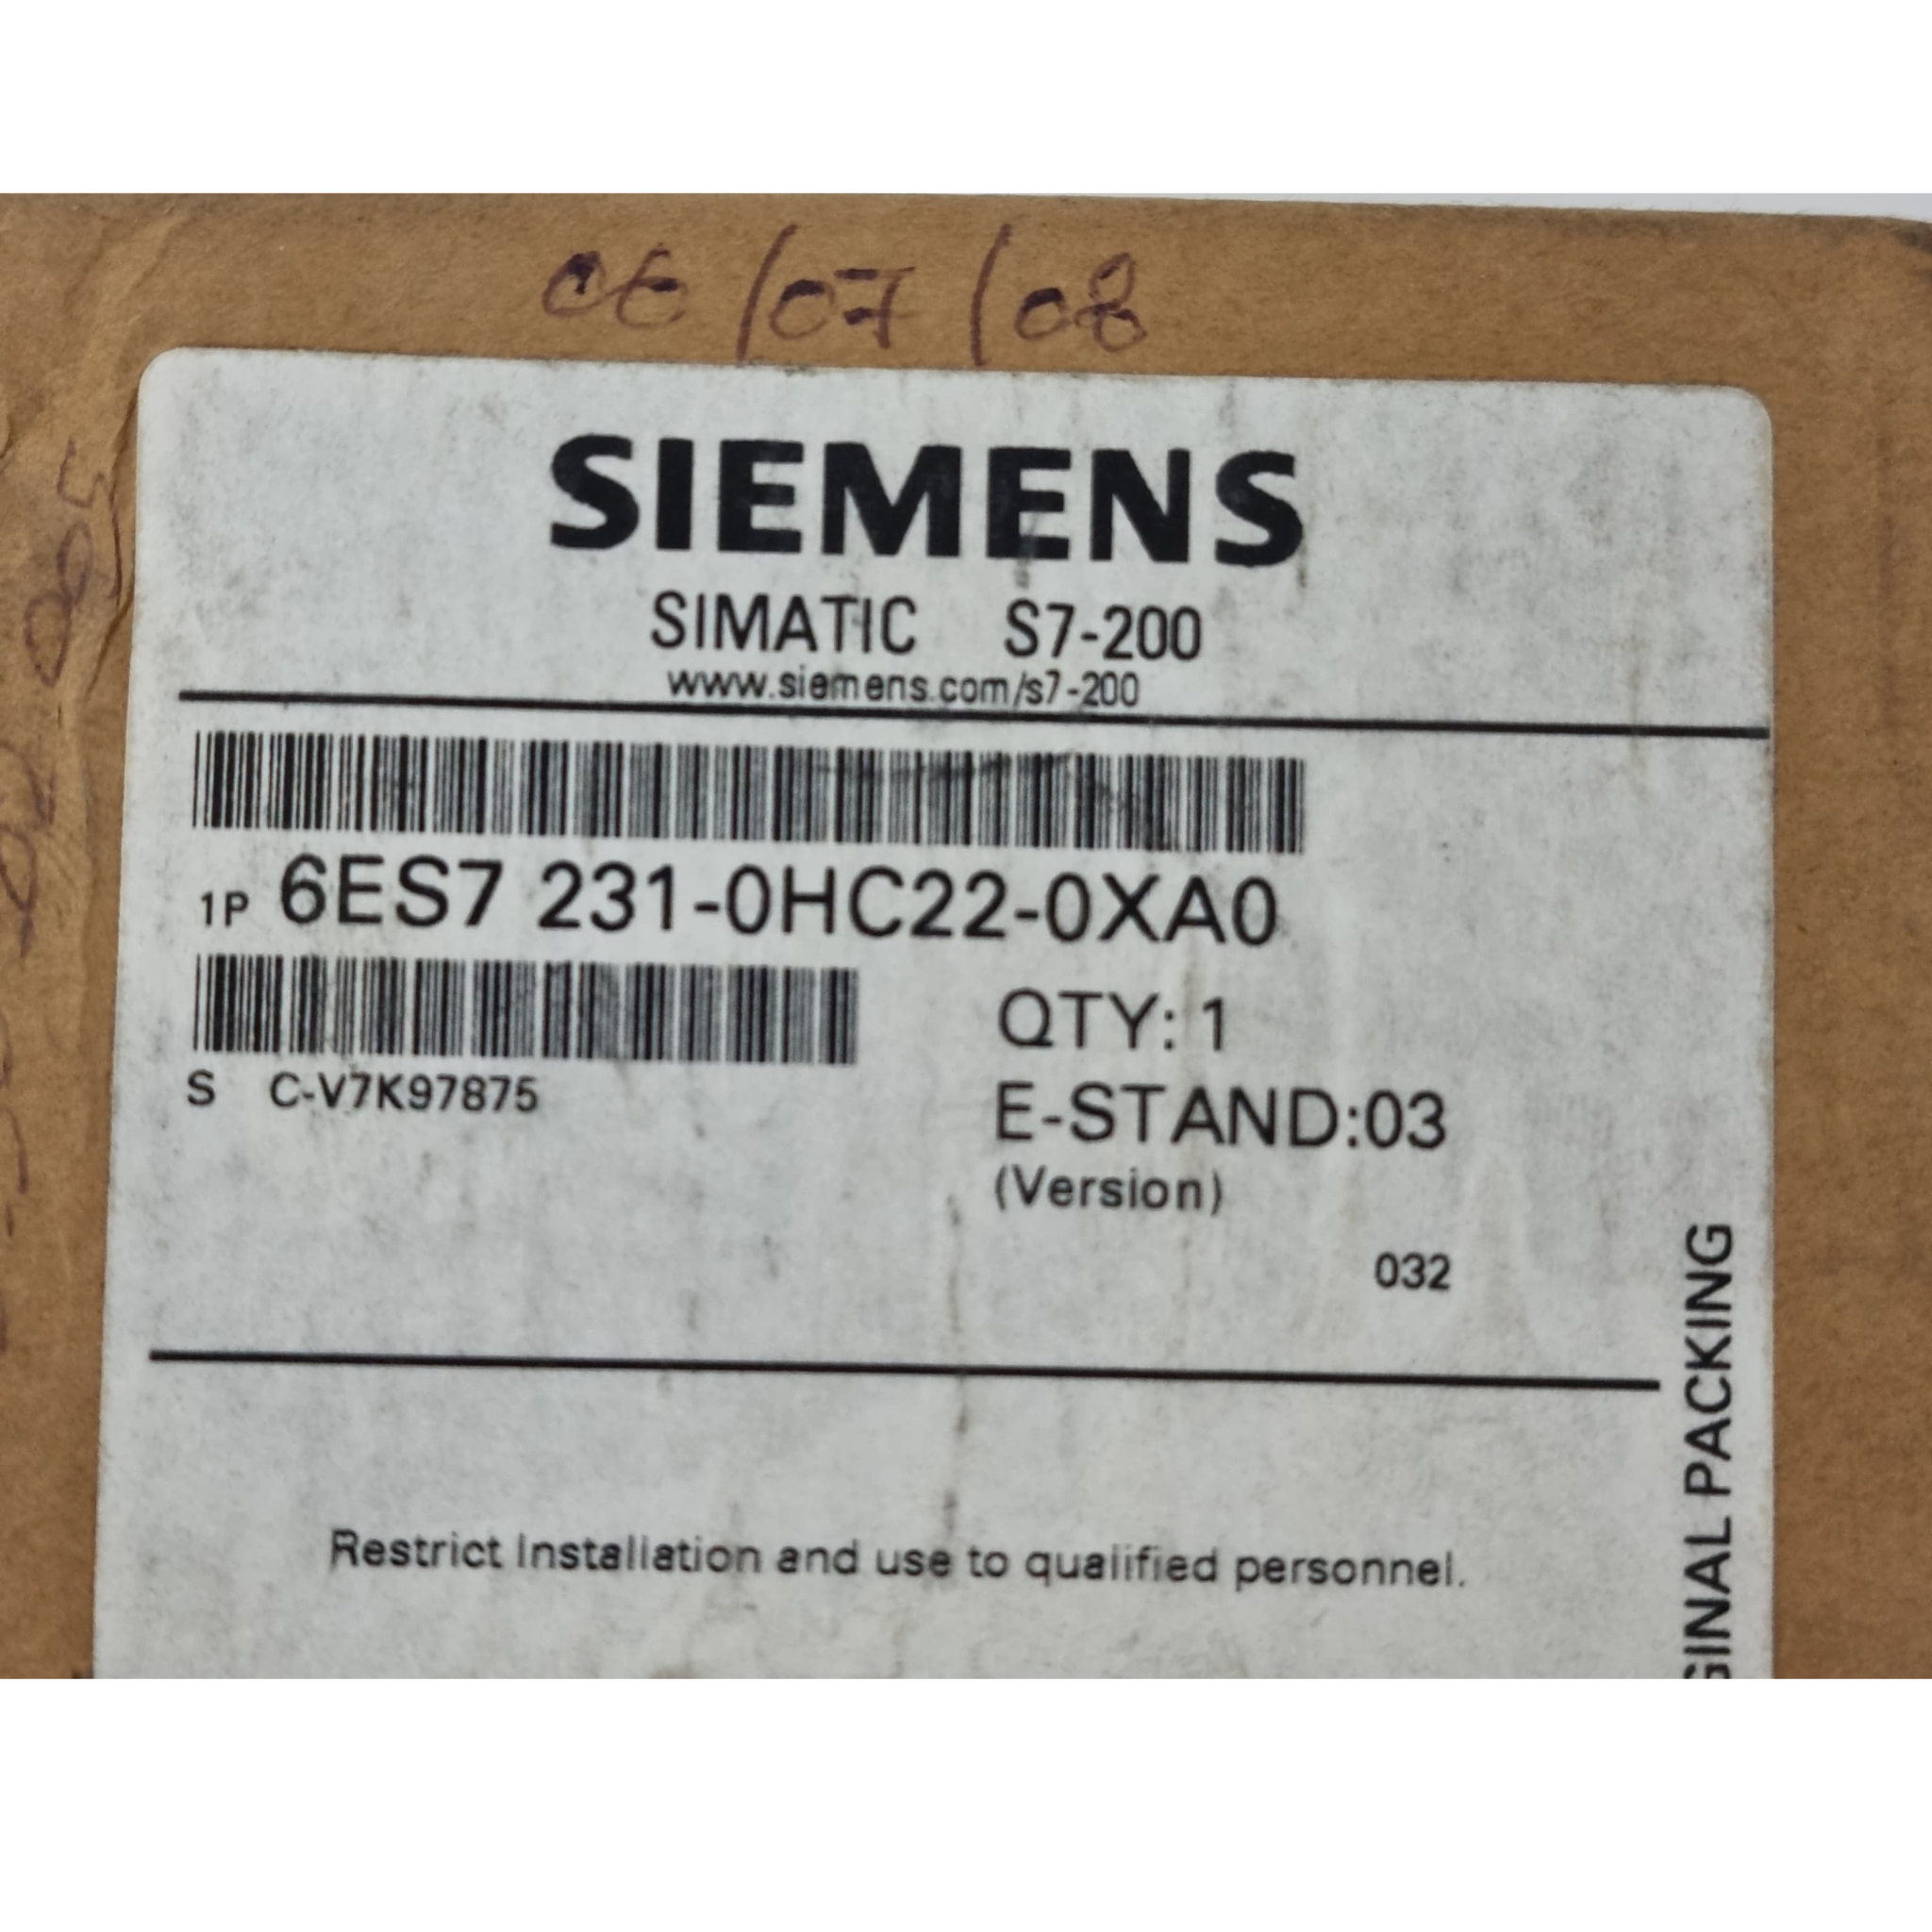 06/07/08
SIEMENS
SIMATIC S7-200
www.siemens.com/s7-200
1P 6ES7 231-0HC22-0XA0
S C-V7K97875
QTY: 1
E-STAND:03
(Version)
032
Restrict Installation and use to qualified personnel.
GINAL PACKING